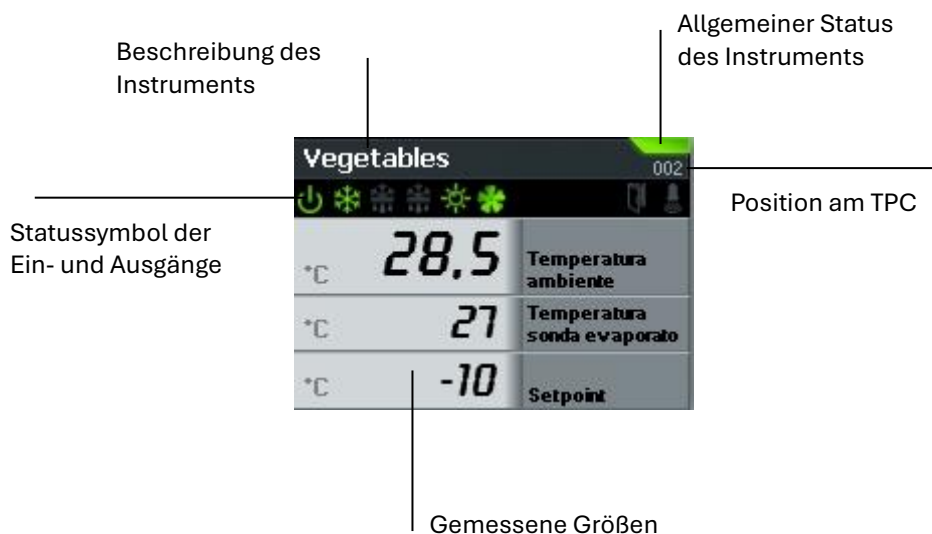 Allgemeiner Status
des Instruments
Beschreibung des
Instruments
Vegetables
002
Position am TPC
Statussymbol der
Ein- und Ausgänge
°C 28,5 Temperatura
ambiente
°C 27 Temperatura
sonda evaporato
°C -10 Setpoint
Gemessene Größen